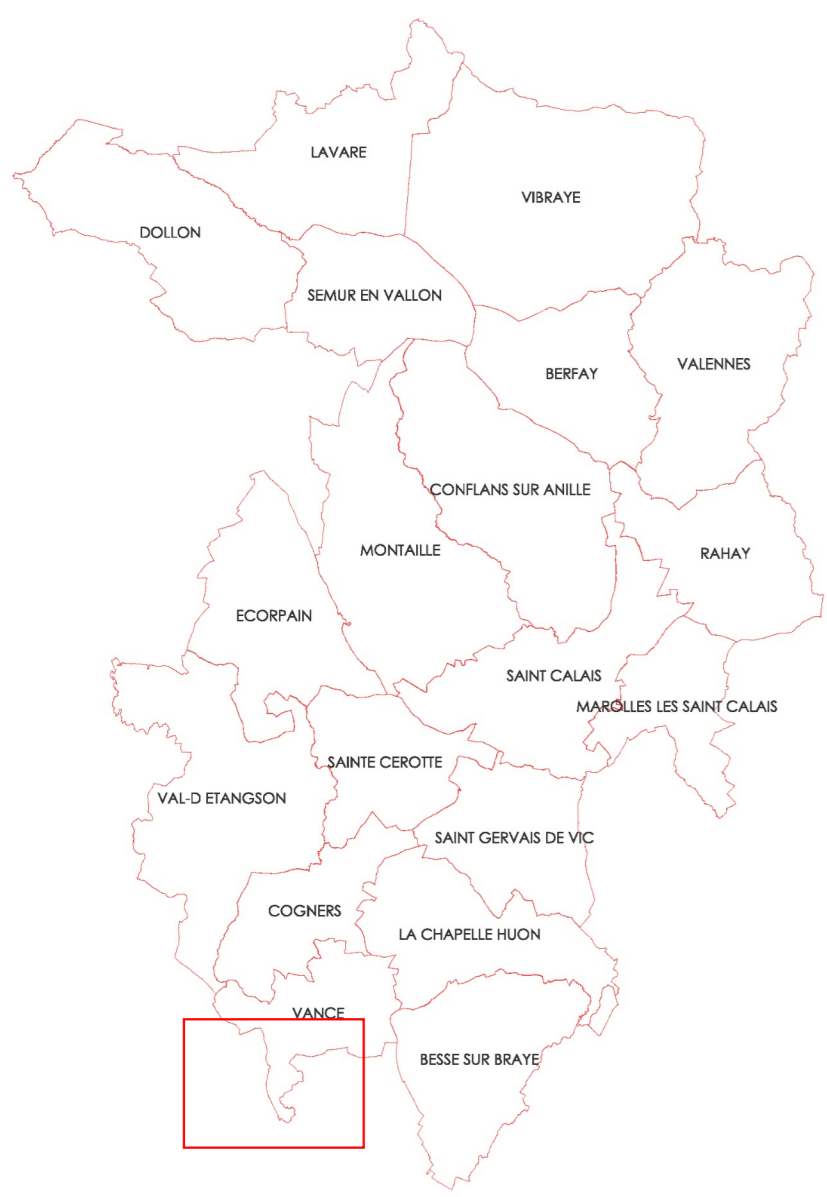 LAVARE
VIBRAYE
DOLLON
SEMUR EN VALLON
VALENNES
BERFAY
CONFLANS SUR ANILLE
MONTAILLE
RAHAY
ECORPAIN
SAINT CALAIS
MAROLLES LES SAINT CALAIS
SAINTE CEROTTE
VAL-D ETANGSON
SAINT GERVAIS DE VIC
COGNERS
LA CHAPELLE HUON
VANCE
BESSE SUR BRAYE